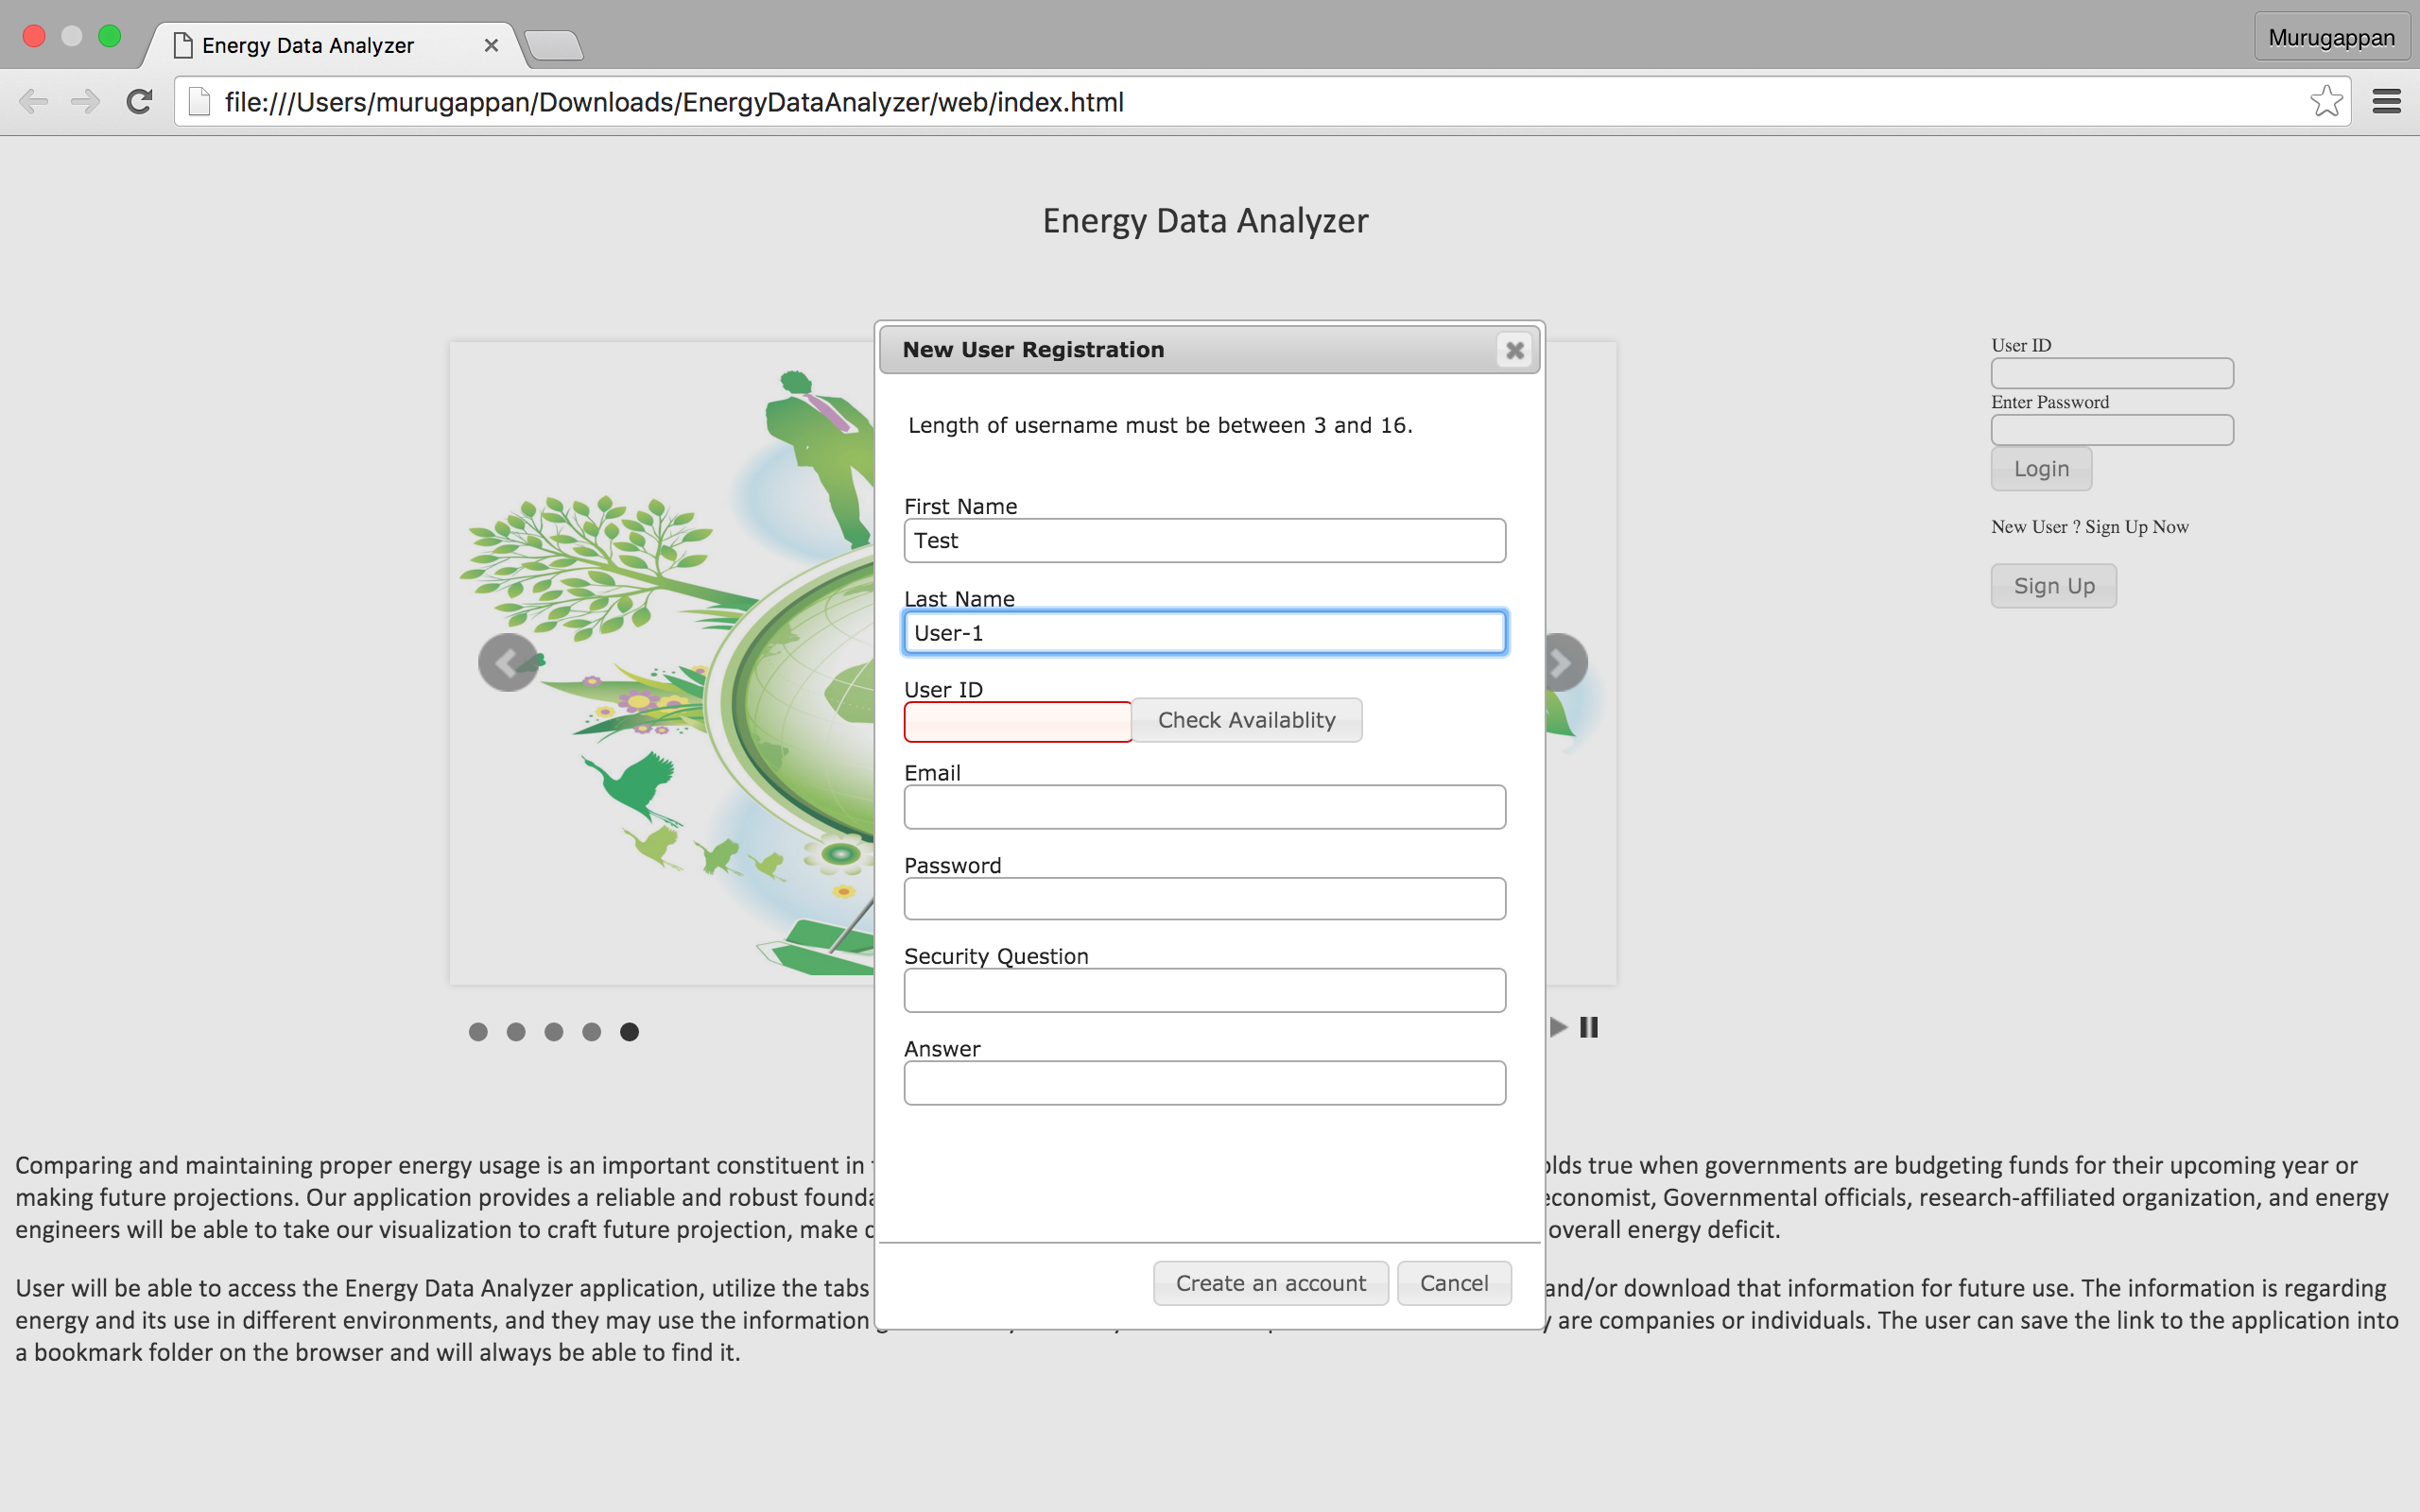 Energy Data Analyzer
Murugappan
file:///Users/murugappan/Downloads/EnergyDataAnalyzer/web/index.html
Energy Data Analyzer
New User Registration
Length of username must be between 3 and 16.
First Name
Test
Last Name
User-1
User ID
Check Availablity
Email
Password
Security Question
Answer
Create an account
Cancel
User ID
Enter Password
Login
New User ? Sign Up Now
Sign Up
Comparing and maintaining proper energy usage is an important constituent in true when governments are budgeting funds for their upcoming year or
making future projections. Our application provides a reliable and robust economist, Governmental officials, research-affiliated organization, and energy
engineers will be able to take our visualization to craft future projection, make overall energy deficit.
User will be able to access the Energy Data Analyzer application, utilize the tabs and/or download that information for future use. The information is regarding
energy and its use in different environments, and they may use the information are companies or individuals. The user can save the link to the application into
a bookmark folder on the browser and will always be able to find it.